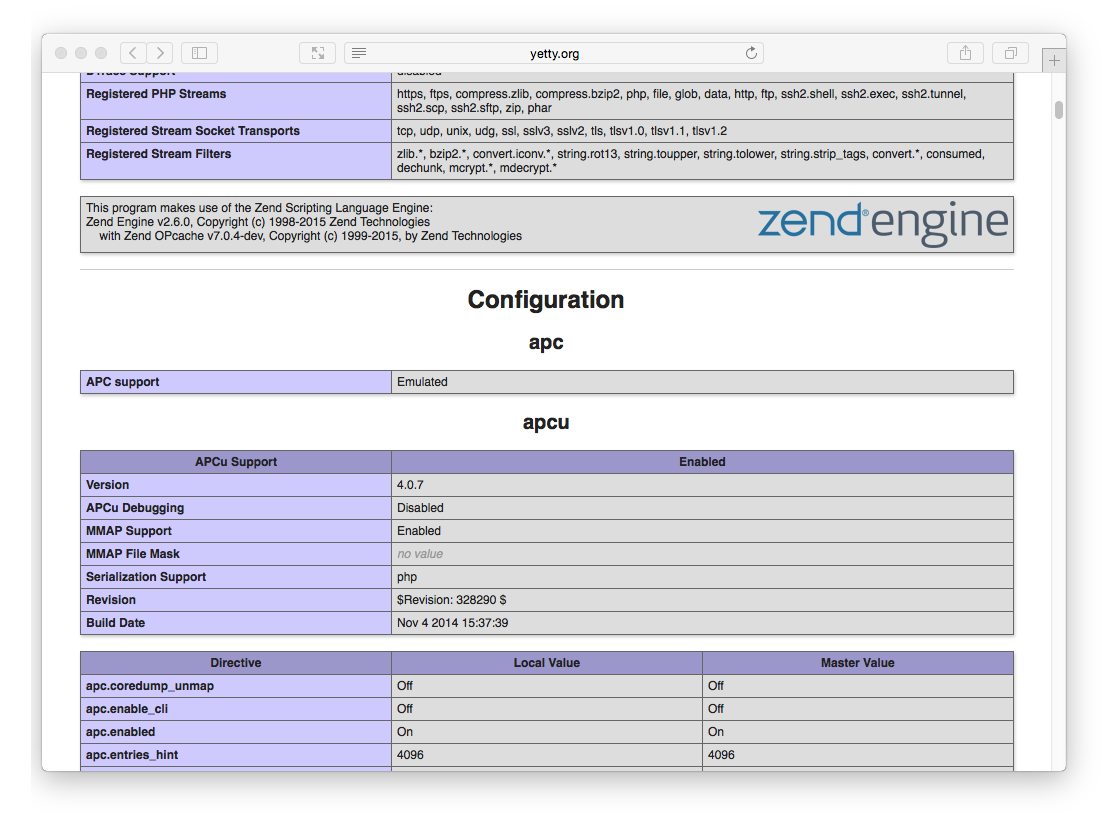 yetty.org
DTrace Support disabled
Registered PHP Streams https, ftps, compress.zlib, compress.bzip2, php, file, glob, data, http, ftp, ssh2.shell, ssh2.exec, ssh2.tunnel,
ssh2.scp, ssh2.sftp, zip, phar
Registered Stream Socket Transports tcp, udp, unix, udg, ssl, sslv3, sslv2, tls, tlsv1.0, tlsv1.1, tlsv1.2
Registered Stream Filters zlib.*, bzip2.*, convert.iconv.*, string.rot13, string.toupper, string.tolower, string.strip_tags, convert.*, consumed,
dechunk, mcrypt.*, mdecrypt.*
This program makes use of the Zend Scripting Language Engine:
Zend Engine v2.6.0, Copyright (c) 1998-2015 Zend Technologies
with Zend OPcache v7.0.4-dev, Copyright (c) 1999-2015, by Zend Technologies
zend® engine
Configuration
apc
APC support Emulated
apcu
APCu Support Enabled
Version 4.0.7
APCu Debugging Disabled
MMAP Support Enabled
MMAP File Mask no value
Serialization Support php
Revision $Revision: 328290 $
Build Date Nov 4 2014 15:37:39
Directive Local Value Master Value
apc.coredump_unmap Off Off
apc.enable_cli Off Off
apc.enabled On On
apc.entries_hint 4096 4096